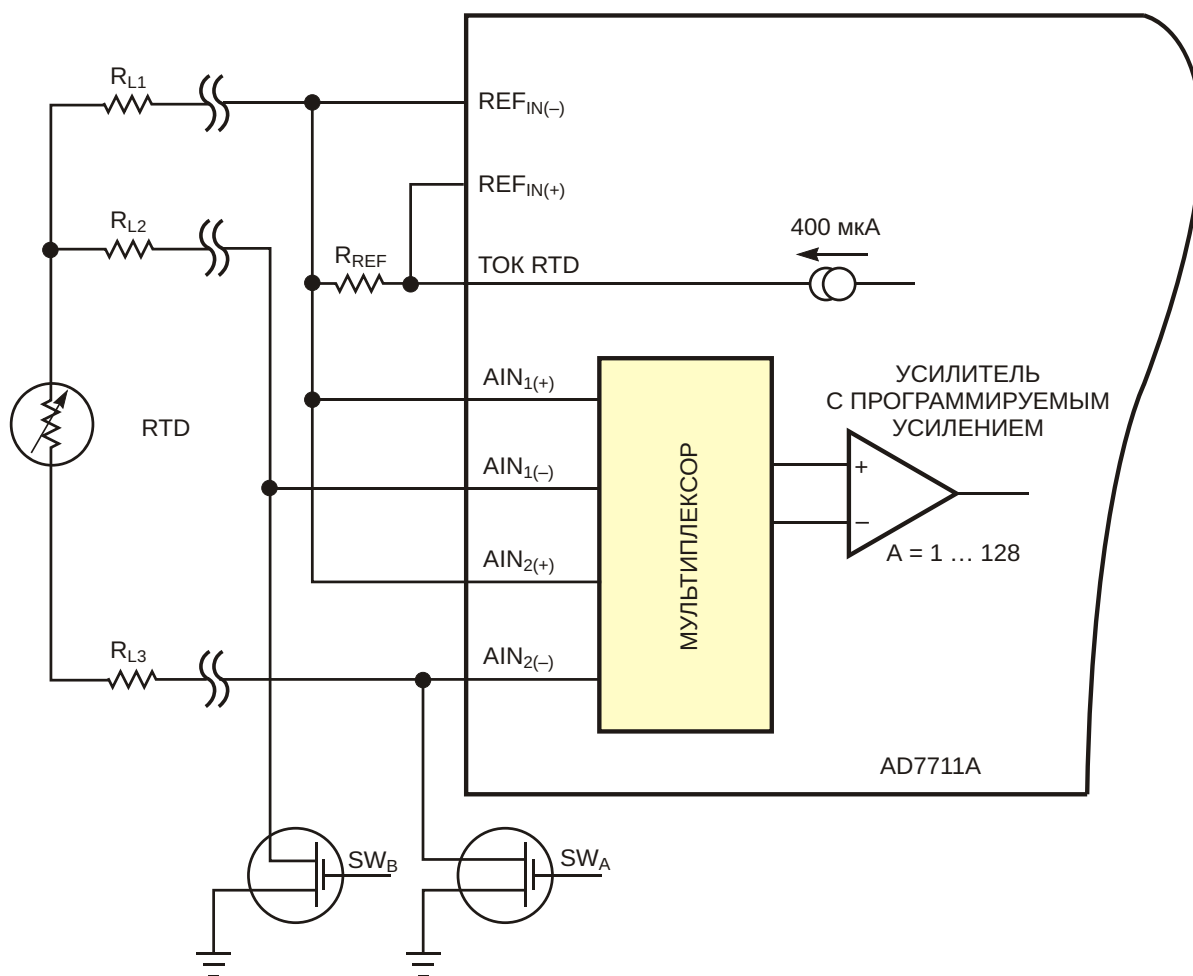 R_L1
REF_IN(–)
REF_IN(+)
R_L2
400 мкА
R_REF
ТОК RTD
AIN_1(+)
УСИЛИТЕЛЬ
С ПРОГРАММИРУЕМЫМ
УСИЛЕНИЕМ
RTD
AIN_1(–)
МУЛЬТИПЛЕКСОР
+
–
A = 1 … 128
AIN_2(+)
R_L3
AIN_2(–)
AD7711A
SW_B
SW_A